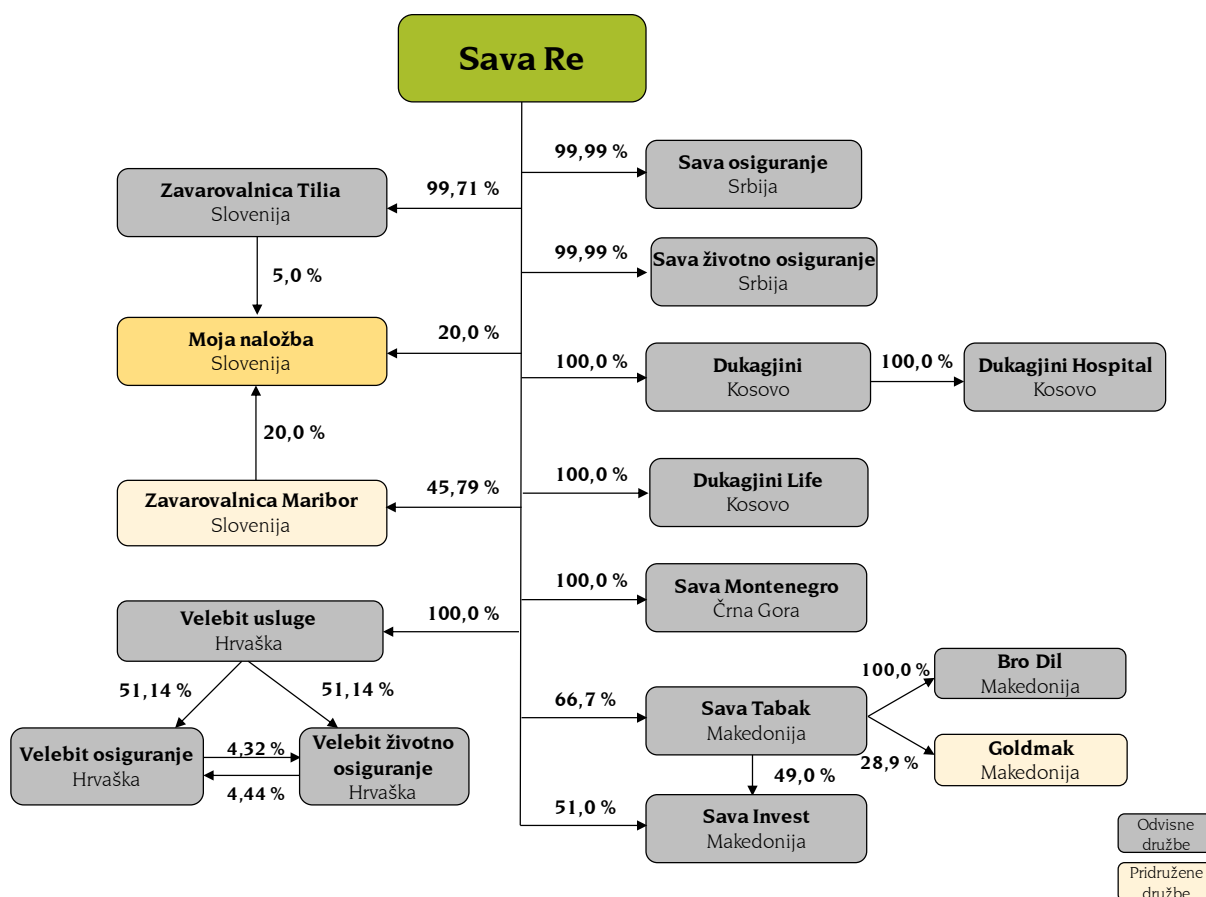 Sava Re
99,99 %
Sava osiguranje
Srbija
Zavarovalnica Tilia
Slovenija
99,71 %
99,99 %
Sava životno osiguranje
Srbija
5,0 %
Moja naložba
Slovenija
20,0 %
100,0 %
Dukagjini
Kosovo
100,0 %
Dukagjini Hospital
Kosovo
20,0 %
Zavarovalnica Maribor
Slovenija
45,79 %
100,0 %
Dukagjini Life
Kosovo
100,0 %
Sava Montenegro
Črna Gora
Velebit usluge
Hrvaška
100,0 %
51,14 %
51,14 %
Velebit osiguranje
Hrvaška
4,32 %
4,44 %
Velebit životno
osiguranje
Hrvaška
66,7 %
Sava Tabak
Makedonija
100,0 %
Bro Dil
Makedonija
28,9 %
Goldmak
Makedonija
49,0 %
51,0 %
Sava Invest
Makedonija
Odvisne
družbe
Pridružene
družbe